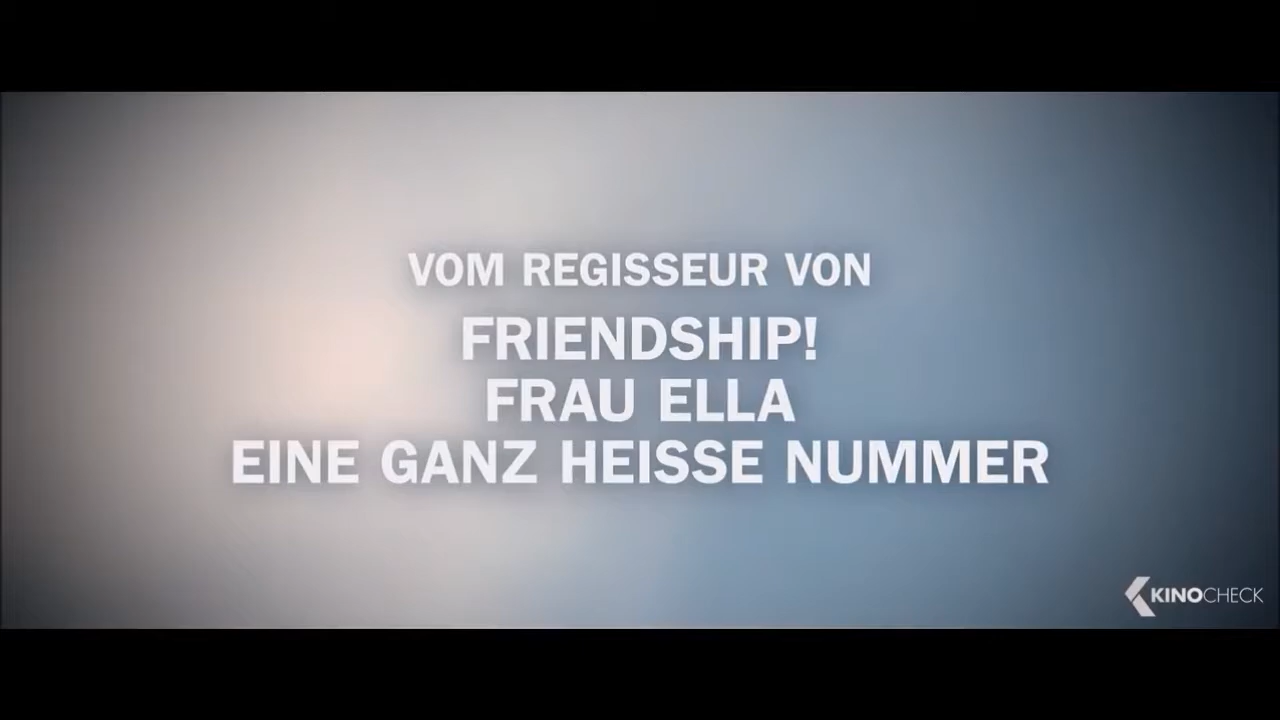 VOM REGISSEUR VON
FRIENDSHIP!
FRAU ELLA
EINE GANZ HEISSE NUMMER
KINOCHECK